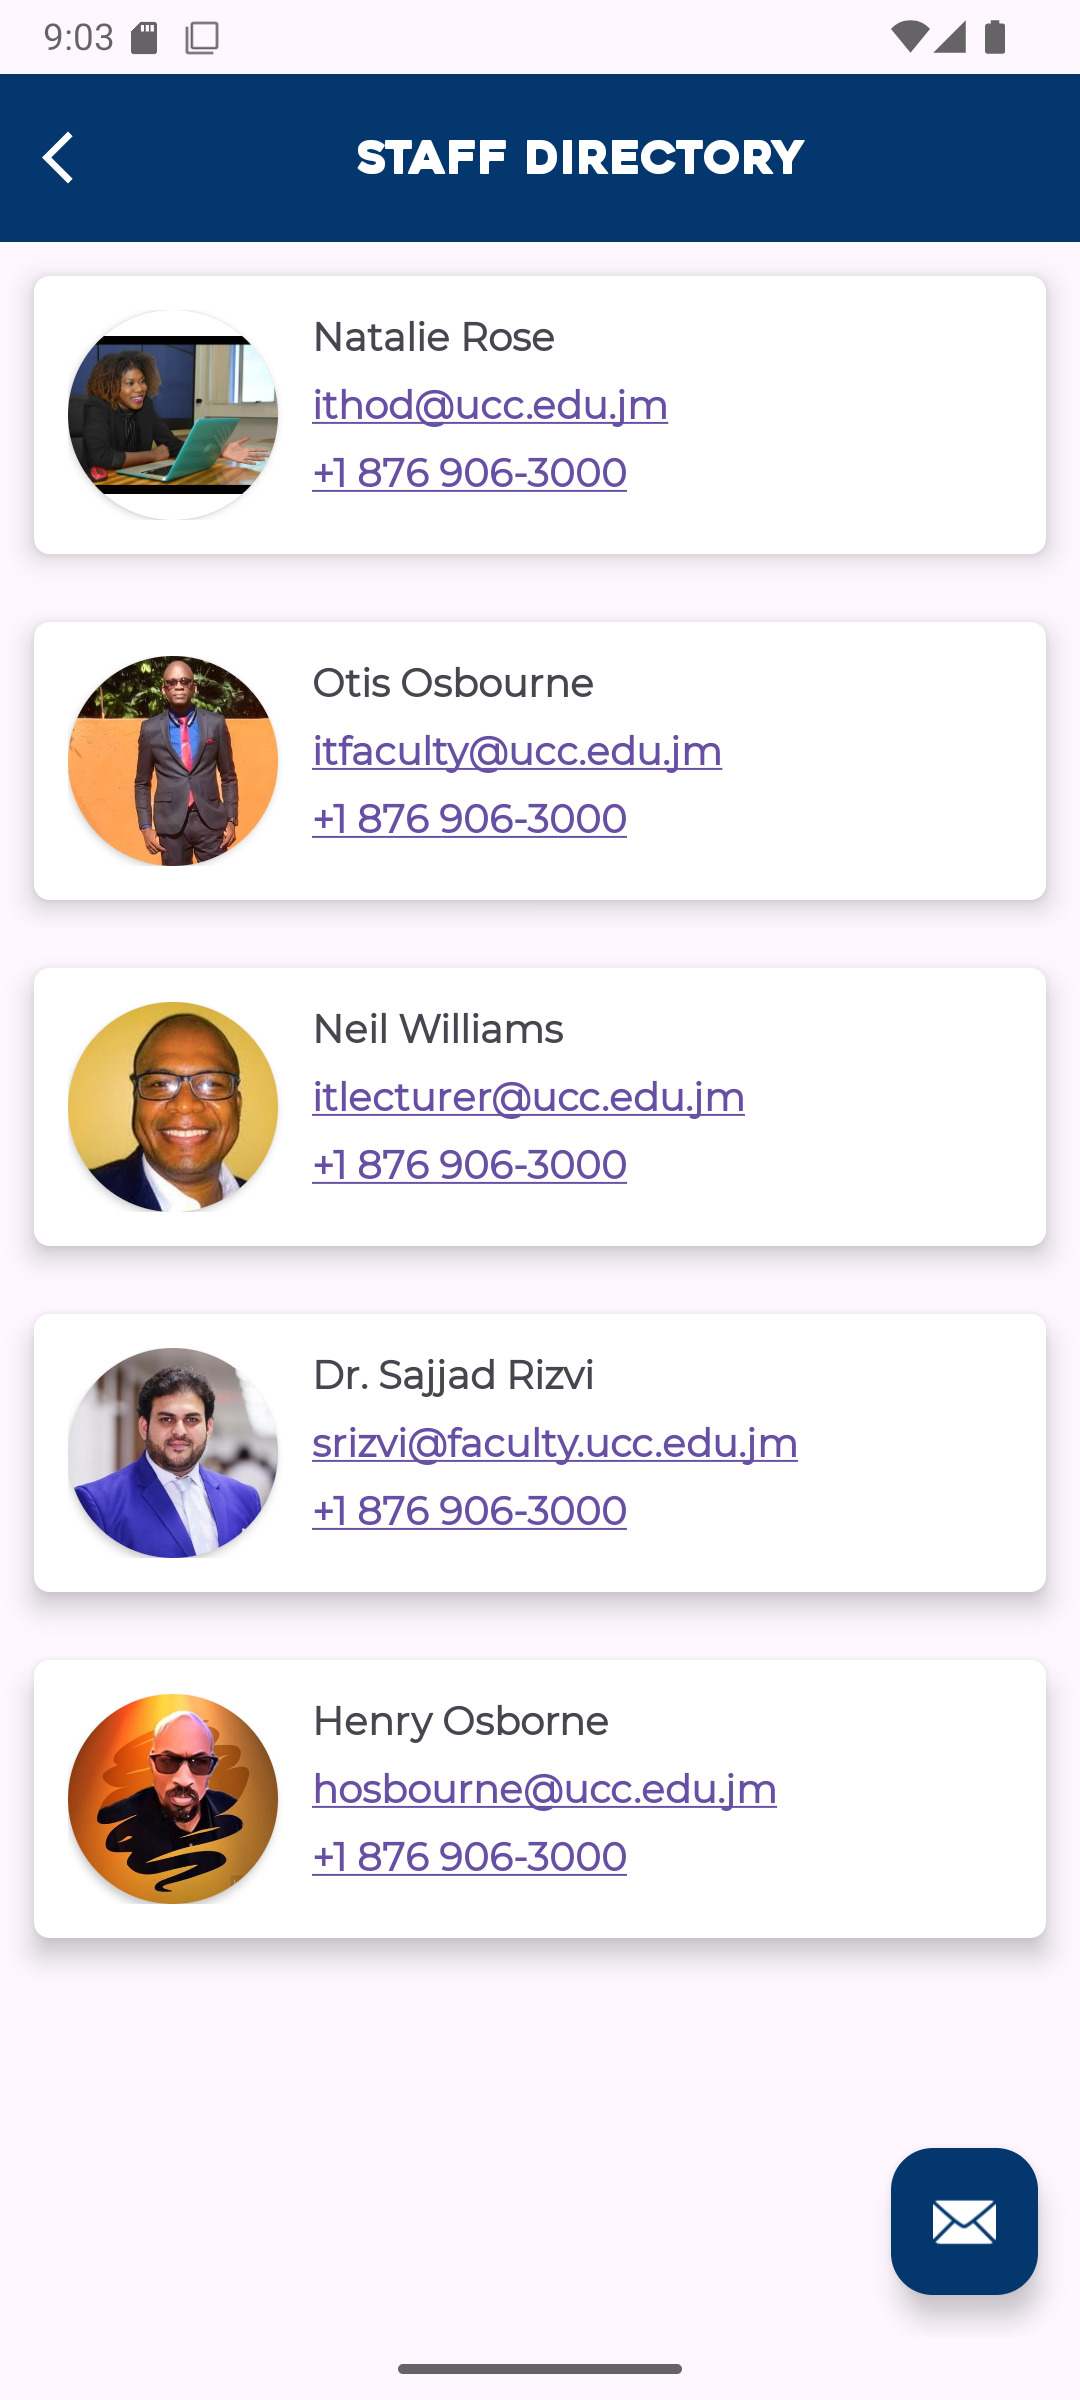 9:03
STAFF DIRECTORY
Natalie Rose
ithod@ucc.edu.jm
+1 876 906-3000
Otis Osbourne
itfaculty@ucc.edu.jm
+1 876 906-3000
Neil Williams
itlecturer@ucc.edu.jm
+1 876 906-3000
Dr. Sajjad Rizvi
srizvi@faculty.ucc.edu.jm
+1 876 906-3000
Henry Osborne
hosbourne@ucc.edu.jm
+1 876 906-3000